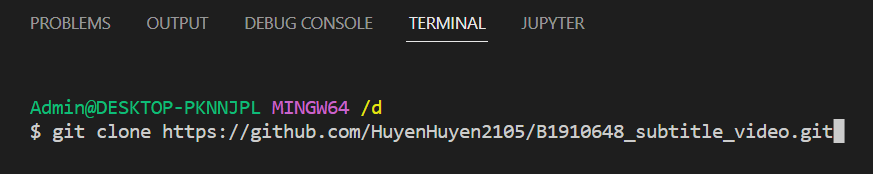 PROBLEMS OUTPUT DEBUG CONSOLE TERMINAL JUPYTER
Admin@DESKTOP-PKNNJPL MINGW64 /d
$ git clone https://github.com/HuyenHuyen2105/B1910648_subtitle_video.git